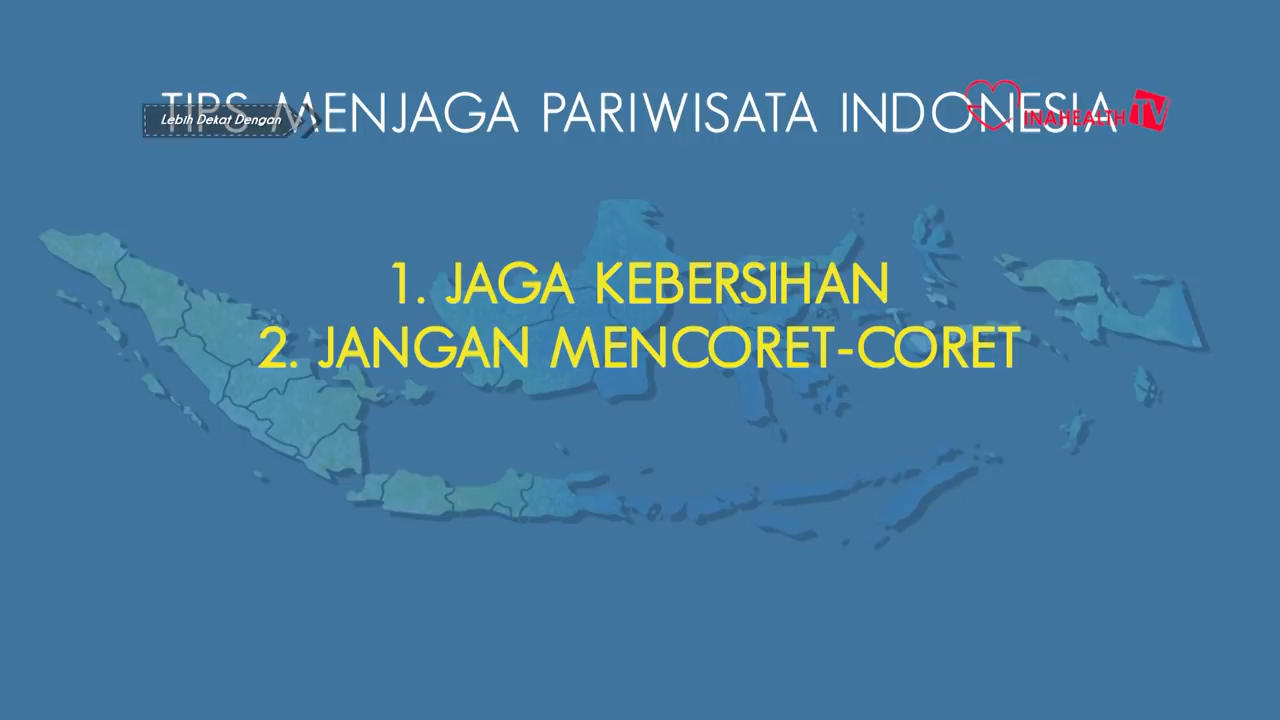 TIPS MENJAGA PARIWISATA INDONESIA
Lebih Dekat Dengan
INAHEALTH TV
1. JAGA KEBERSIHAN
2. JANGAN MENCORET-CORET